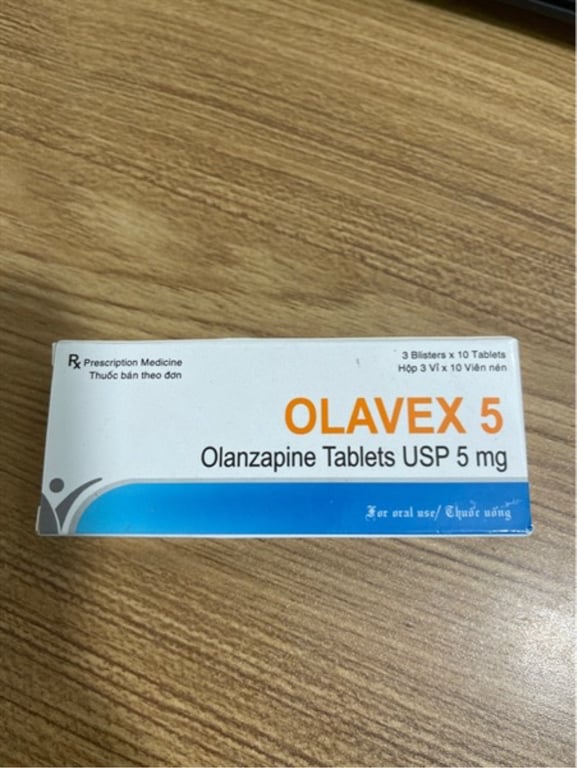 Rx Prescription Medicine
Thuốc bán theo đơn
3 Blisters x 10 Tablets
Hộp 3 Vỉ x 10 Viên nén
OLAVEX 5
Olanzapine Tablets USP 5 mg
For oral use/ Thuốc uống